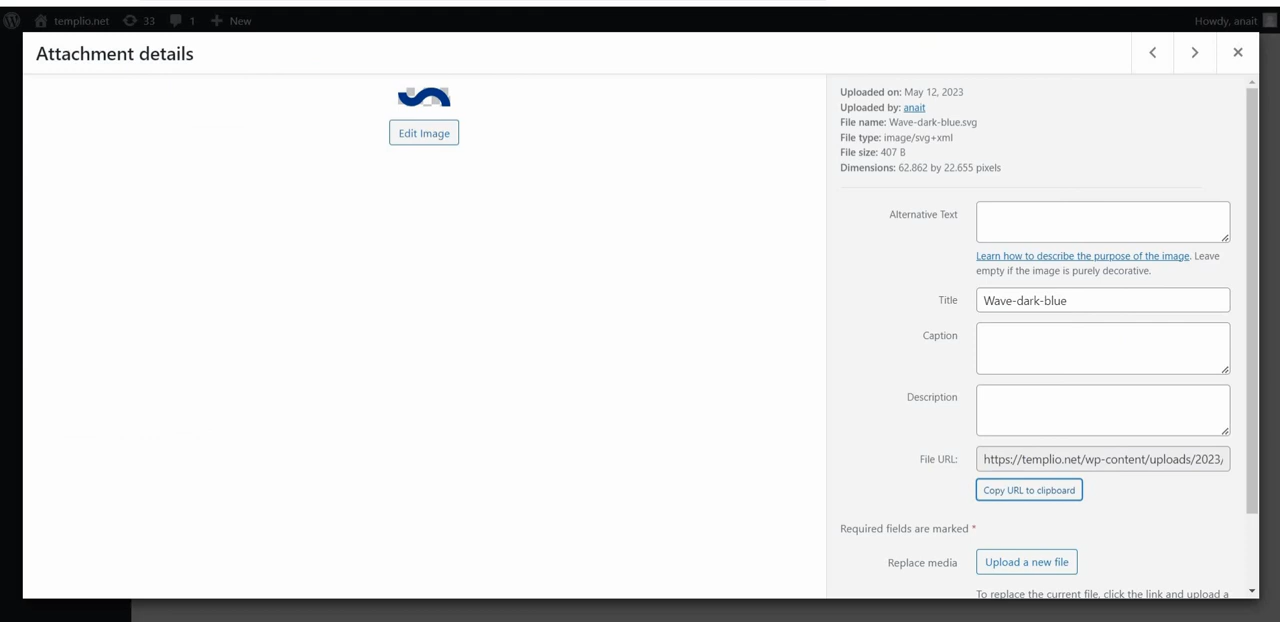 templio.net 33 1 New Howdy, anait
Attachment details
Edit Image
Uploaded on: May 12, 2023
Uploaded by: anait
File name: Wave-dark-blue.svg
File type: image/svg+xml
File size: 407 B
Dimensions: 62.862 by 22.655 pixels
Alternative Text
Learn how to describe the purpose of the image. Leave
empty if the image is purely decorative.
Title Wave-dark-blue
Caption
Description
File URL: https://templio.net/wp-content/uploads/2023/
Copy URL to clipboard
Required fields are marked *
Replace media Upload a new file
To replace the current file, click the link and upload a